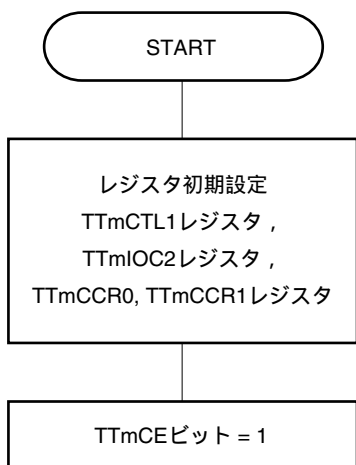 START
レジスタ初期設定
TTmCTL1レジスタ，
TTmIOC2レジスタ，
TTmCCR0, TTmCCR1レジスタ
TTmCEビット = 1